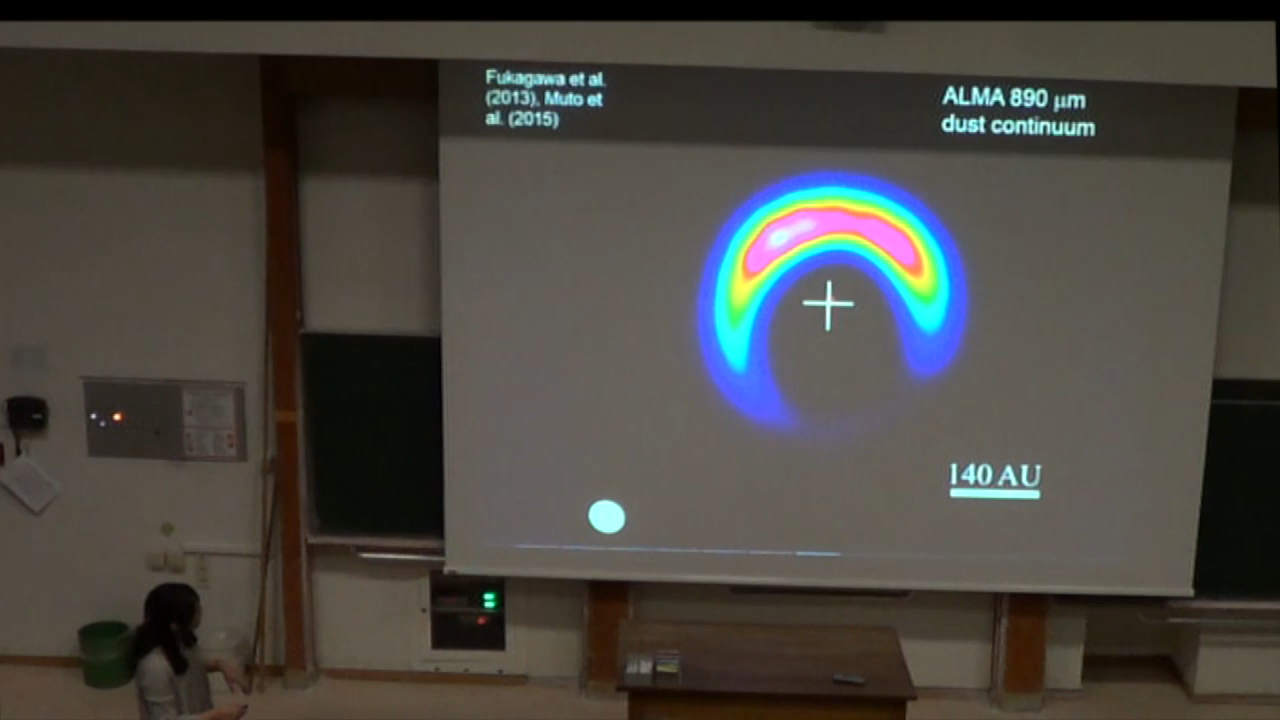 Fukagawa et al.
(2013), Muto et
al. (2015)
ALMA 890 μm
dust continuum
140 AU